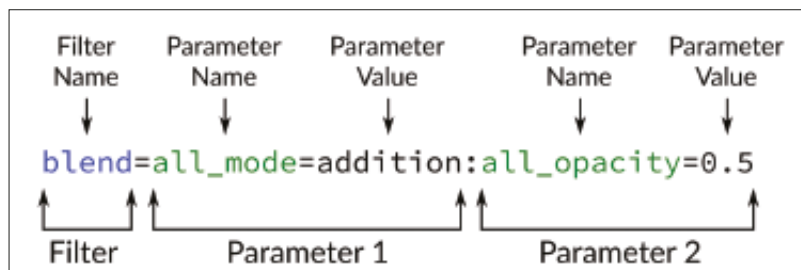 Filter Parameter Parameter Parameter Parameter
Name Name Value Name Value
blend=all_mode=addition:all_opacity=0.5
Filter Parameter 1 Parameter 2